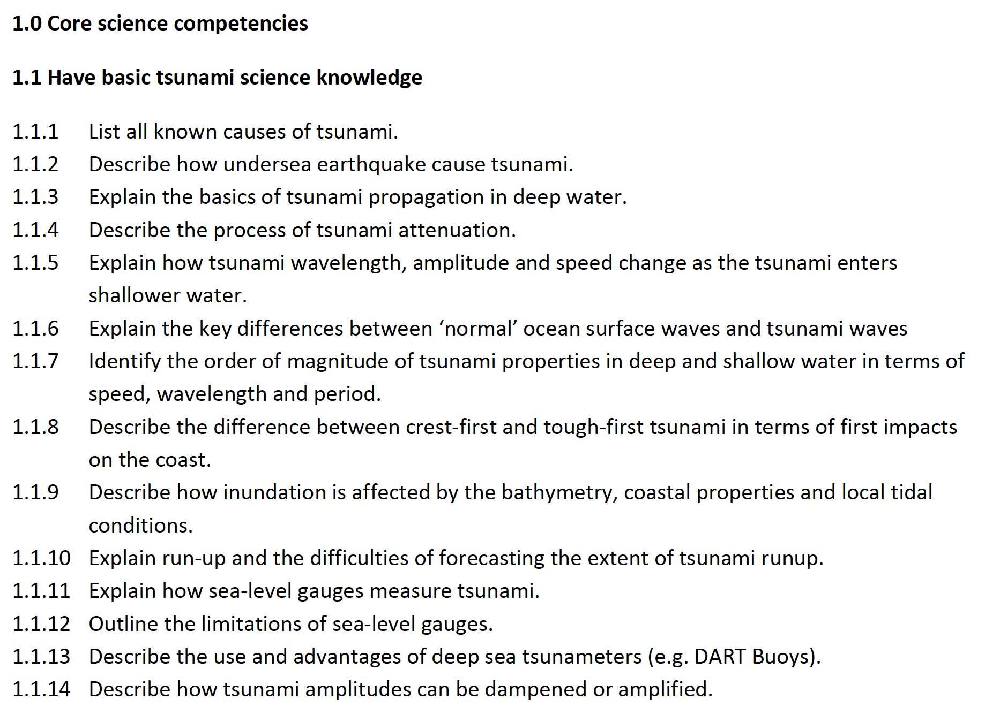 1.0 Core science competencies
1.1 Have basic tsunami science knowledge
1.1.1 List all known causes of tsunami.
1.1.2 Describe how undersea earthquake cause tsunami.
1.1.3 Explain the basics of tsunami propagation in deep water.
1.1.4 Describe the process of tsunami attenuation.
1.1.5 Explain how tsunami wavelength, amplitude and speed change as the tsunami enters
shallower water.
1.1.6 Explain the key differences between ‘normal’ ocean surface waves and tsunami waves
1.1.7 Identify the order of magnitude of tsunami properties in deep and shallow water in terms of
speed, wavelength and period.
1.1.8 Describe the difference between crest-first and tough-first tsunami in terms of first impacts
on the coast.
1.1.9 Describe how inundation is affected by the bathymetry, coastal properties and local tidal
conditions.
1.1.10 Explain run-up and the difficulties of forecasting the extent of tsunami runup.
1.1.11 Explain how sea-level gauges measure tsunami.
1.1.12 Outline the limitations of sea-level gauges.
1.1.13 Describe the use and advantages of deep sea tsunameters (e.g. DART Buoys).
1.1.14 Describe how tsunami amplitudes can be dampened or amplified.